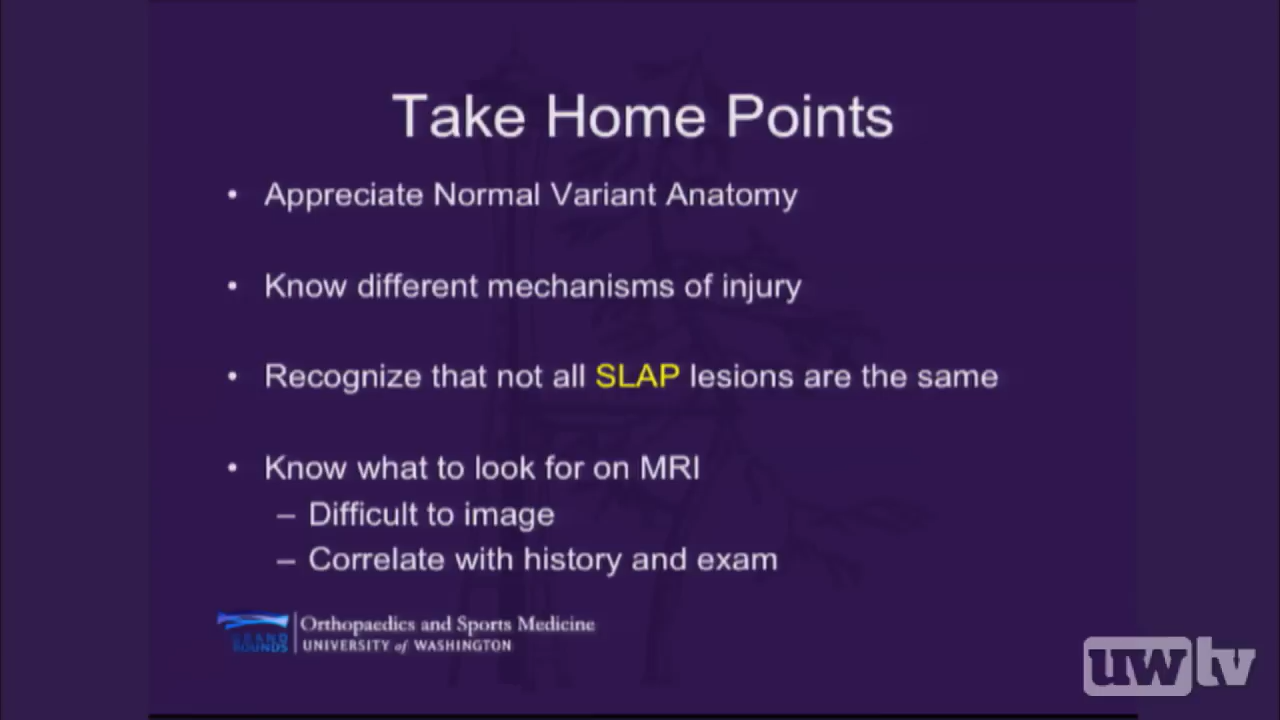 Take Home Points
• Appreciate Normal Variant Anatomy
• Know different mechanisms of injury
• Recognize that not all SLAP lesions are the same
• Know what to look for on MRI
– Difficult to image
– Correlate with history and exam
GRAND ROUNDS
Orthopaedics and Sports Medicine
UNIVERSITY of WASHINGTON
uwtv